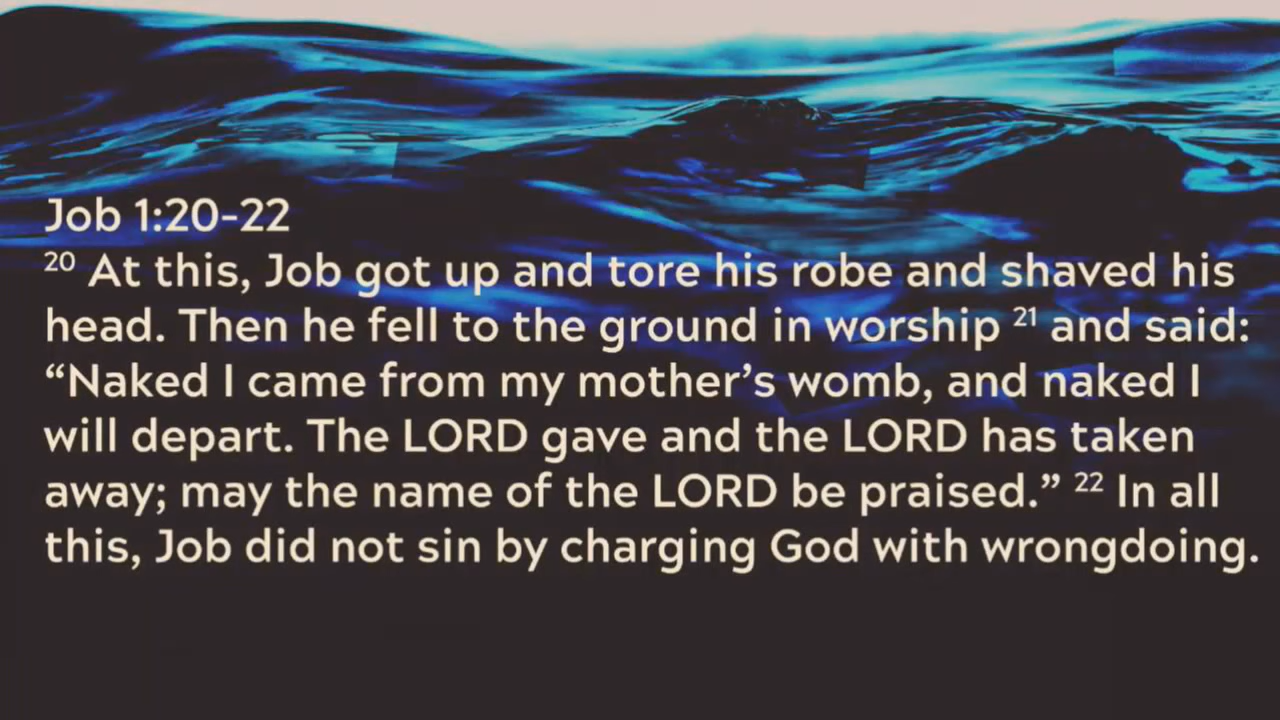 Job 1:20-22
20 At this, Job got up and tore his robe and shaved his
head. Then he fell to the ground in worship 21 and said:
“Naked I came from my mother’s womb, and naked I
will depart. The LORD gave and the LORD has taken
away; may the name of the LORD be praised.” 22 In all
this, Job did not sin by charging God with wrongdoing.